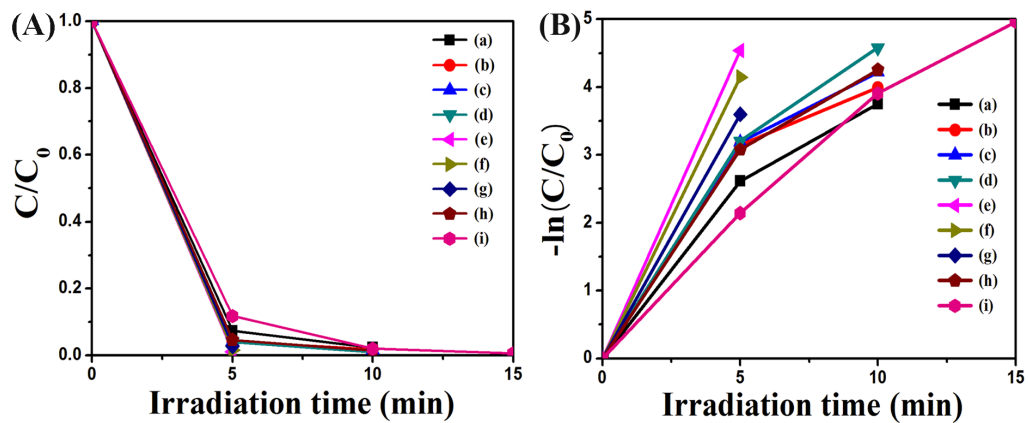 (A)
1.0
0.8
0.6
0.4
0.2
0.0
C/C0
0 5 10 15
Irradiation time (min)
(a)
(b)
(c)
(d)
(e)
(f)
(g)
(h)
(i)
(B)
5
4
3
2
1
0
-ln(C/C0)
0 5 10 15
Irradiation time (min)
(a)
(b)
(c)
(d)
(e)
(f)
(g)
(h)
(i)